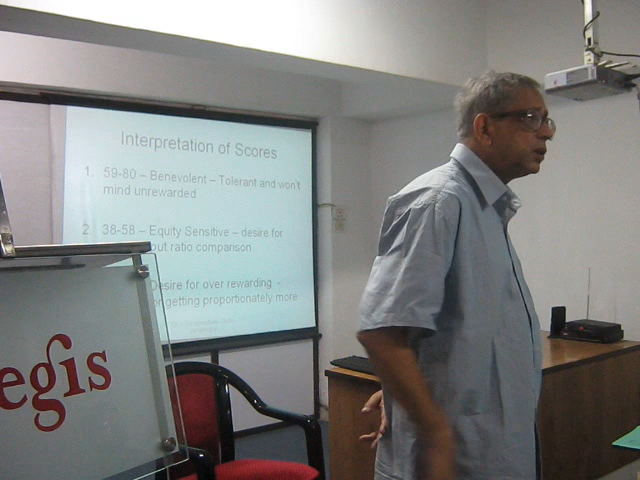 Interpretation of Scores
1. 59-80 – Benevolent – Tolerant and won't
mind unrewarded
2. 38-58 – Equity Sensitive – desire for
ratio comparison
Desire for over rewarding -
getting proportionately more
egis